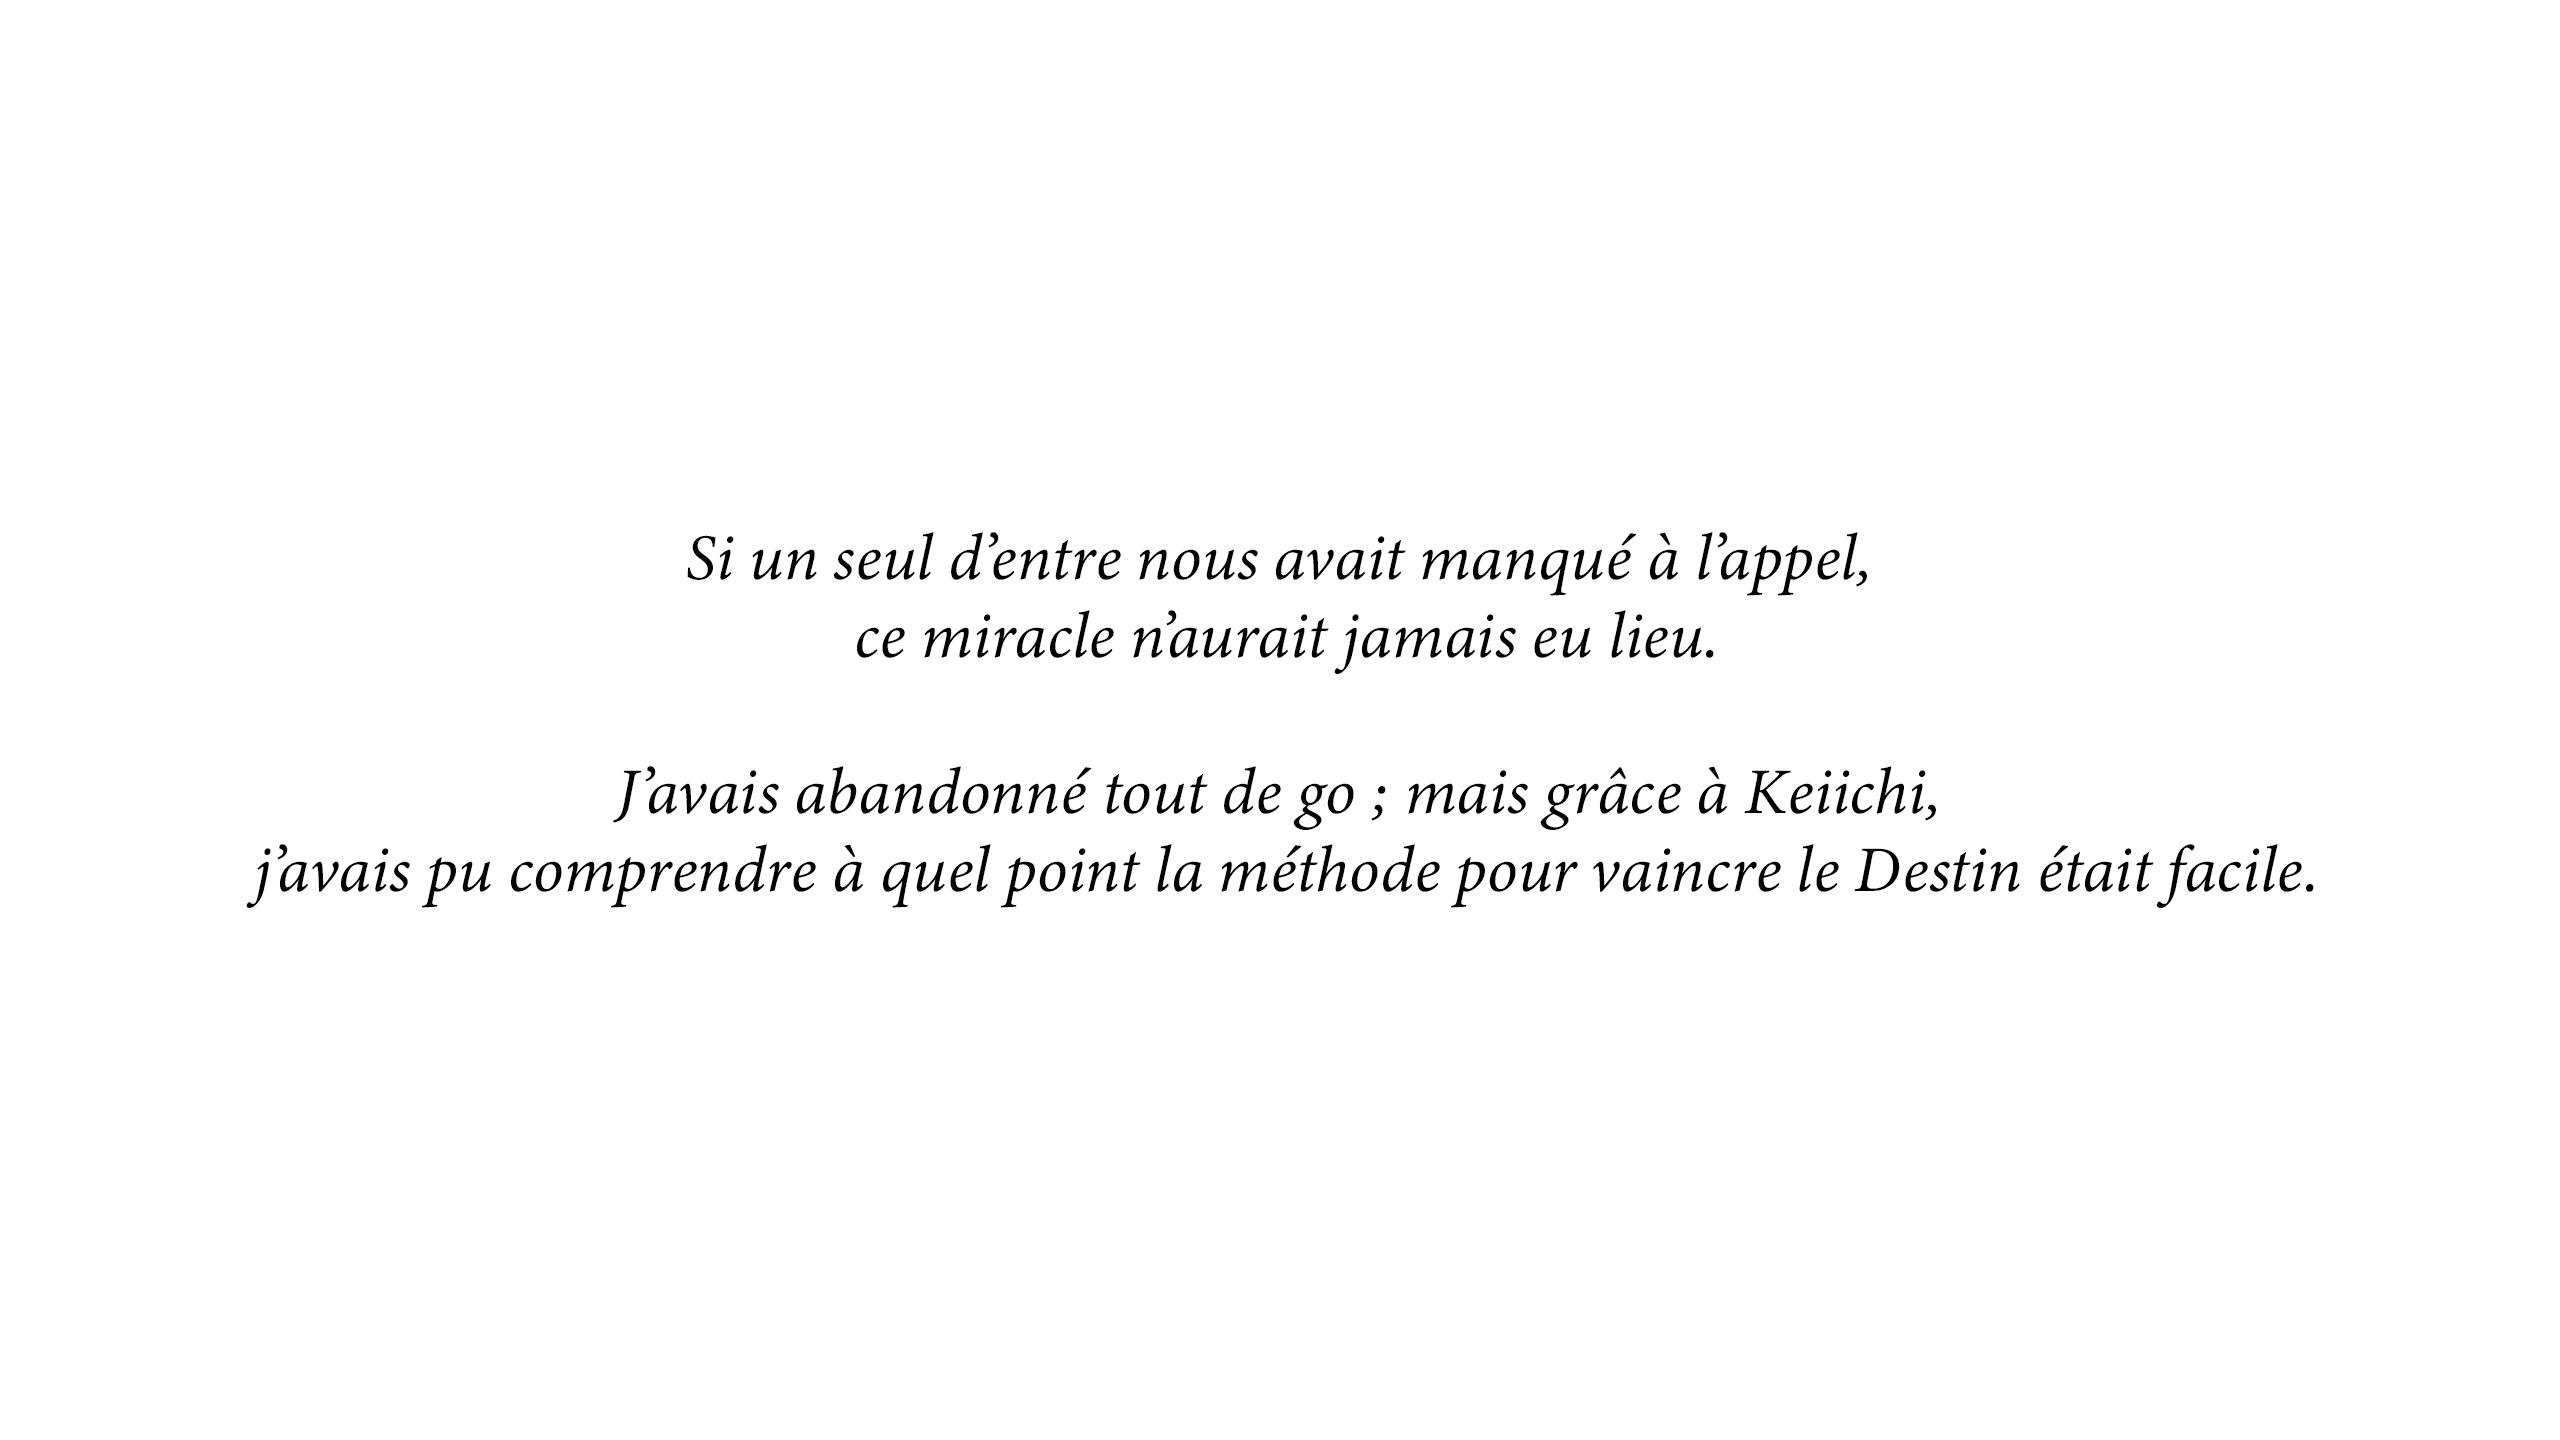 Si un seul d’entre nous avait manqué à l’appel,
ce miracle n’aurait jamais eu lieu.
J’avais abandonné tout de go ; mais grâce à Keiichi,
j’avais pu comprendre à quel point la méthode pour vaincre le Destin était facile.